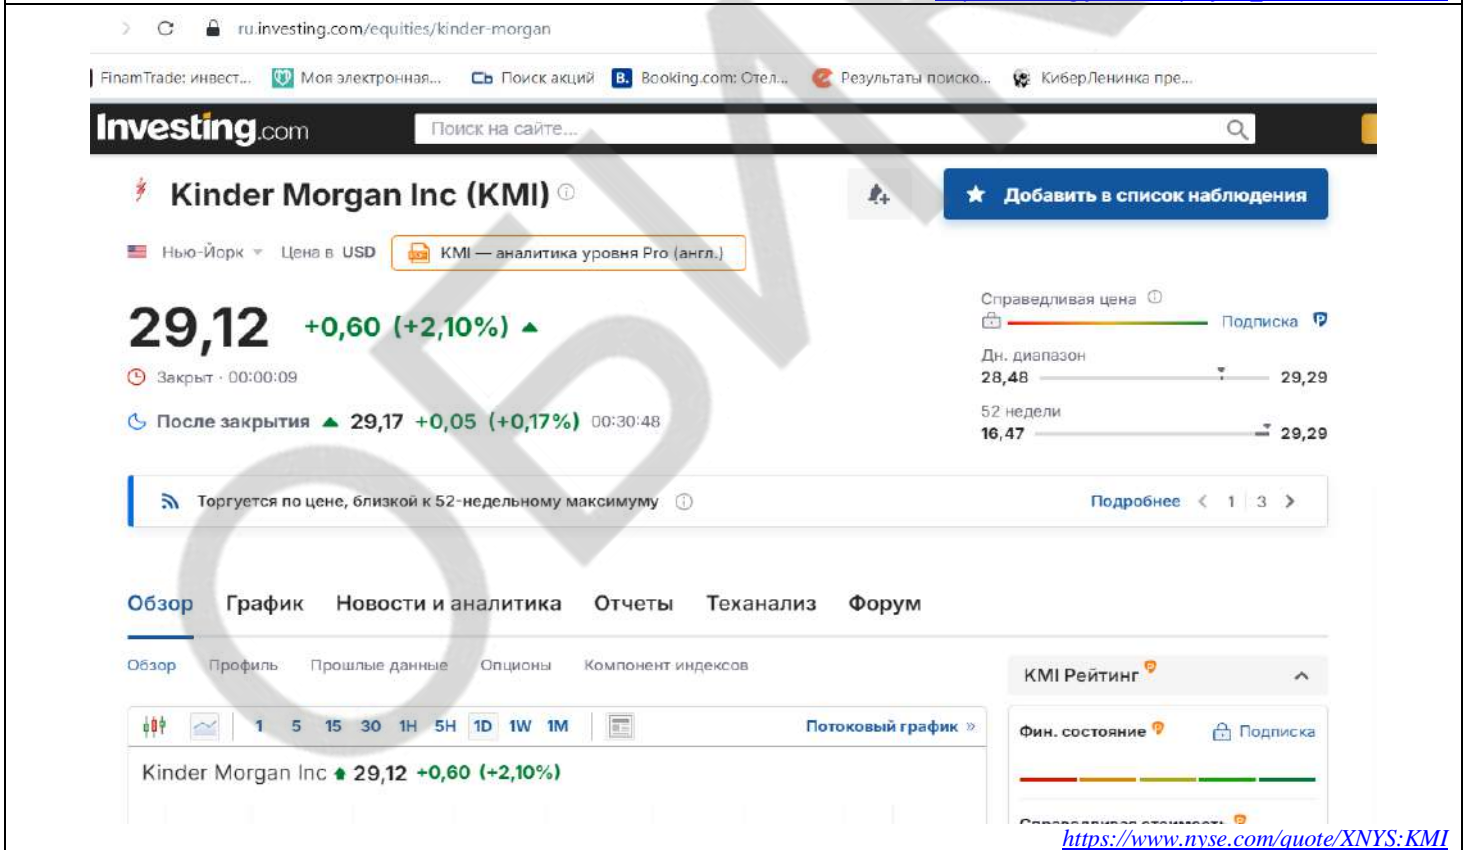 ru.investing.com/equities/kinder-morgan
FinamTrade: инвест... Моя электронная... Сь Поиск акций B. Booking.com: Отел... Результаты поиско... КиберЛенинка пре...
Investing.com Поиск на сайте...
Kinder Morgan Inc (KMI)
Добавить в список наблюдения
Нью-Йорк Цена в USD KMI — аналитика уровня Pro (англ.)
29,12 +0,60 (+2,10%)
Справедливая цена
Подписка
Закрыт · 00:00:09
Дн. диапазон
28,48 29,29
После закрытия 29,17 +0,05 (+0,17%) 00:30:48
52 недели
16,47 29,29
Торгуется по цене, близкой к 52-недельному максимуму Подробнее < 1 3 >
Обзор График Новости и аналитика Отчеты Теханализ Форум
Обзор Профиль Прошлые данные Опционы Компонент индексов
KMI Рейтинг
1 5 15 30 1H 5H 1D 1W 1M Потоковый график »
Фин. состояние Подписка
Kinder Morgan Inc 29,12 +0,60 (+2,10%)
Справедливая стоимость
https://www.nyse.com/quote/XNYS:KMI